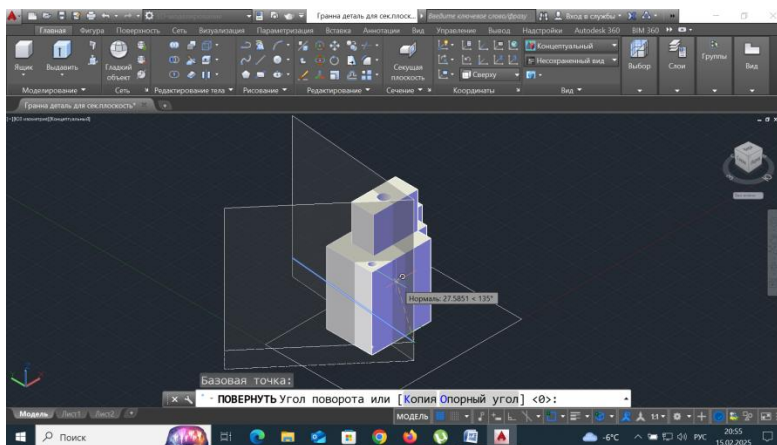 Гранна деталь для сек.плоск...
Введите ключевое слово/фразу
Вход в службы
Главная Фигура Поверхность Сеть Визуализация Параметризация Вставка Аннотации Вид Управление Вывод Надстройки Autodesk 360 BIM 360
Ящик
Выдавить
Гладкий объект
Секущая плоскость
Концептуальный
Несохраненный вид
Сверху
Выбор
Слои
Группы
Вид
Моделирование Сеть Редактирование тела Рисование Редактирование Сечение Координаты Вид
Гранна деталь для сек.плоскость*
Нормаль: 27.5851 < 135°
Базовая точка:
ПОВЕРНУТЬ Угол поворота или [Копия Опорный угол] <0>:
Модель Лист1 Лист2
МОДЕЛЬ
1:1
Поиск
-6°C
РУС
20:55
15.02.2025